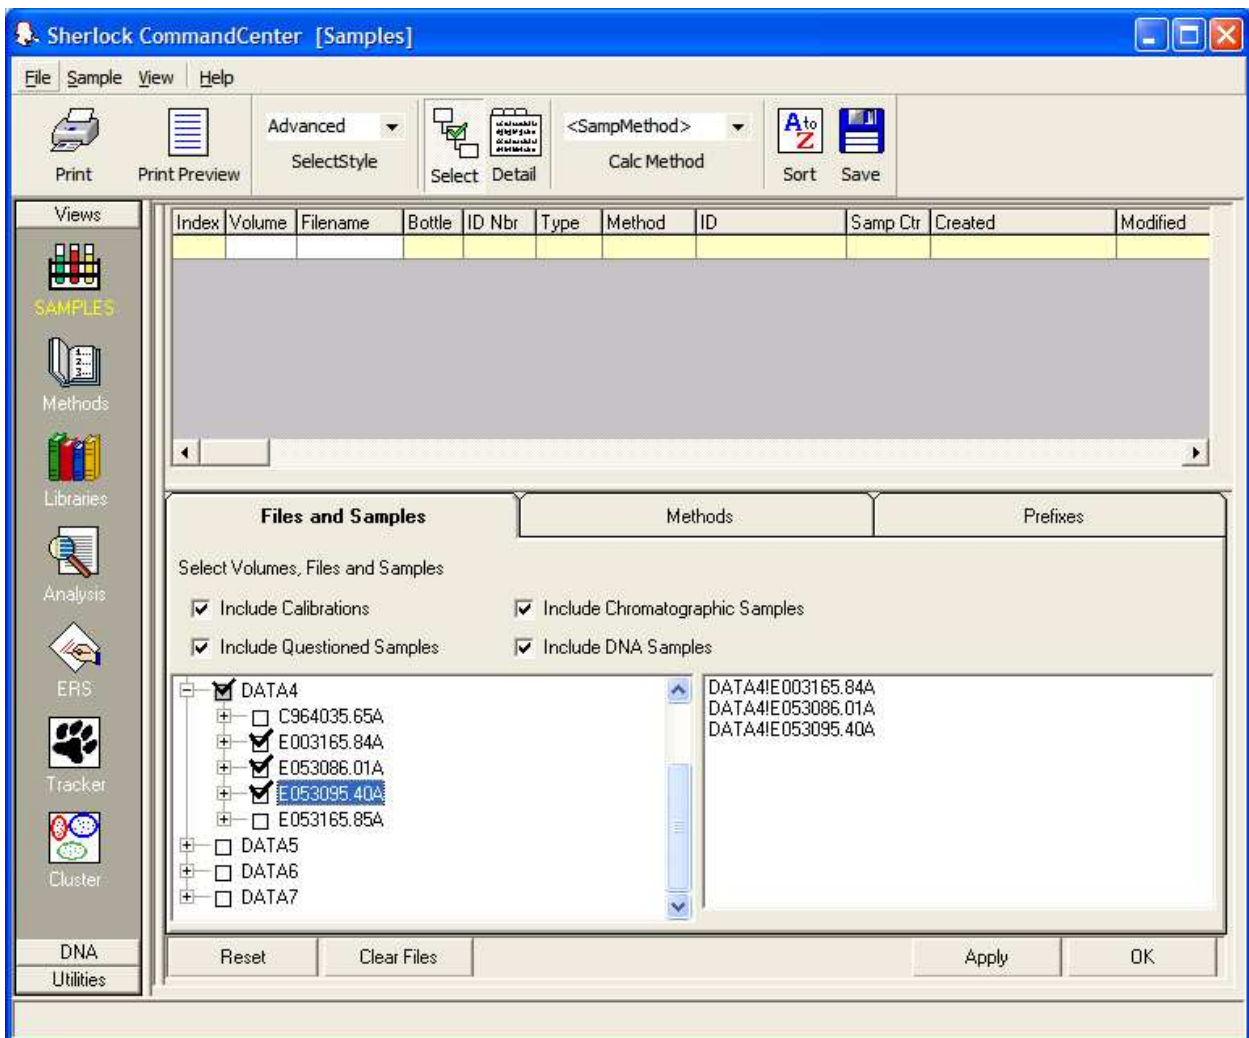 Sherlock CommandCenter [Samples]
File Sample View Help
Advanced <SampMethod> A to Z
SelectStyle Calc Method
Print Print Preview Select Detail Sort Save
Views
Index Volume Filename Bottle ID Nbr Type Method ID Samp Ctr Created Modified
SAMPLES
1... 2... 3...
Methods
Libraries
Analysis
ERS
Tracker
Cluster
DNA
Utilities
Files and Samples Methods Prefixes
Select Volumes, Files and Samples
Include Calibrations Include Chromatographic Samples
Include Questioned Samples Include DNA Samples
DATA4
C964035.65A
E003165.84A
E053086.01A
E053095.40A
E053165.85A
DATA5
DATA6
DATA7
DATA4!E003165.84A
DATA4!E053086.01A
DATA4!E053095.40A
Reset Clear Files Apply OK